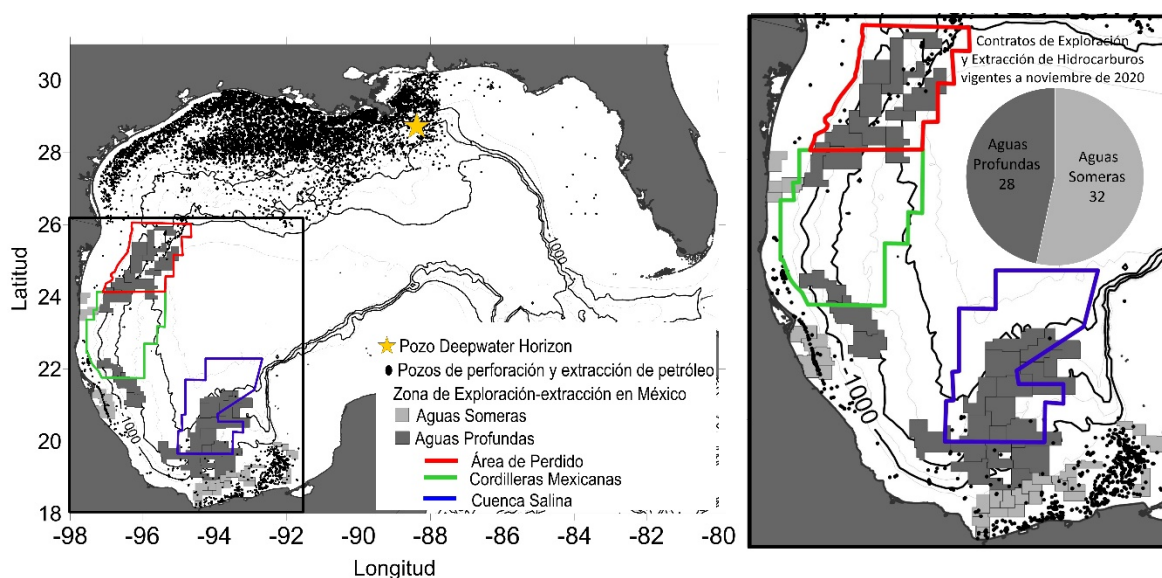 30
28
26
24
22
20
18
Latitud
-98
-96
-94
-92
-90
-88
-86
-84
-82
-80
Longitud
1000
1000
Pozo Deepwater Horizon
Pozos de perforación y extracción de petróleo
Zona de Exploración-extracción en México
Aguas Someras
Aguas Profundas
Área de Perdido
Cordilleras Mexicanas
Cuenca Salina
Contratos de Exploración
y Extracción de Hidrocarburos
vigentes a noviembre de 2020
Aguas
Profundas
28
Aguas
Someras
32
1000